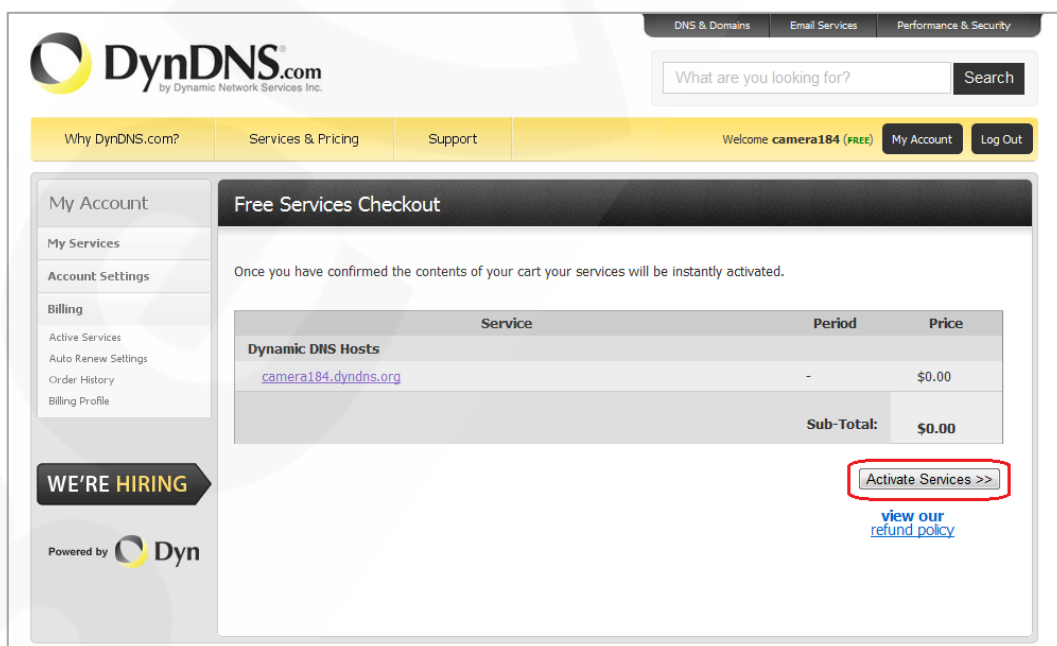 DNS & Domains Email Services Performance & Security
DynDNS.com
by Dynamic Network Services Inc.
What are you looking for? Search
Why DynDNS.com? Services & Pricing Support Welcome camera184 (FREE) My Account Log Out
My Account
My Services
Account Settings
Billing
Active Services
Auto Renew Settings
Order History
Billing Profile
WE'RE HIRING
Powered by Dyn
Free Services Checkout
Once you have confirmed the contents of your cart your services will be instantly activated.
Service Period Price
Dynamic DNS Hosts
camera184.dyndns.org - $0.00
Sub-Total: $0.00
Activate Services >>
view our
refund policy